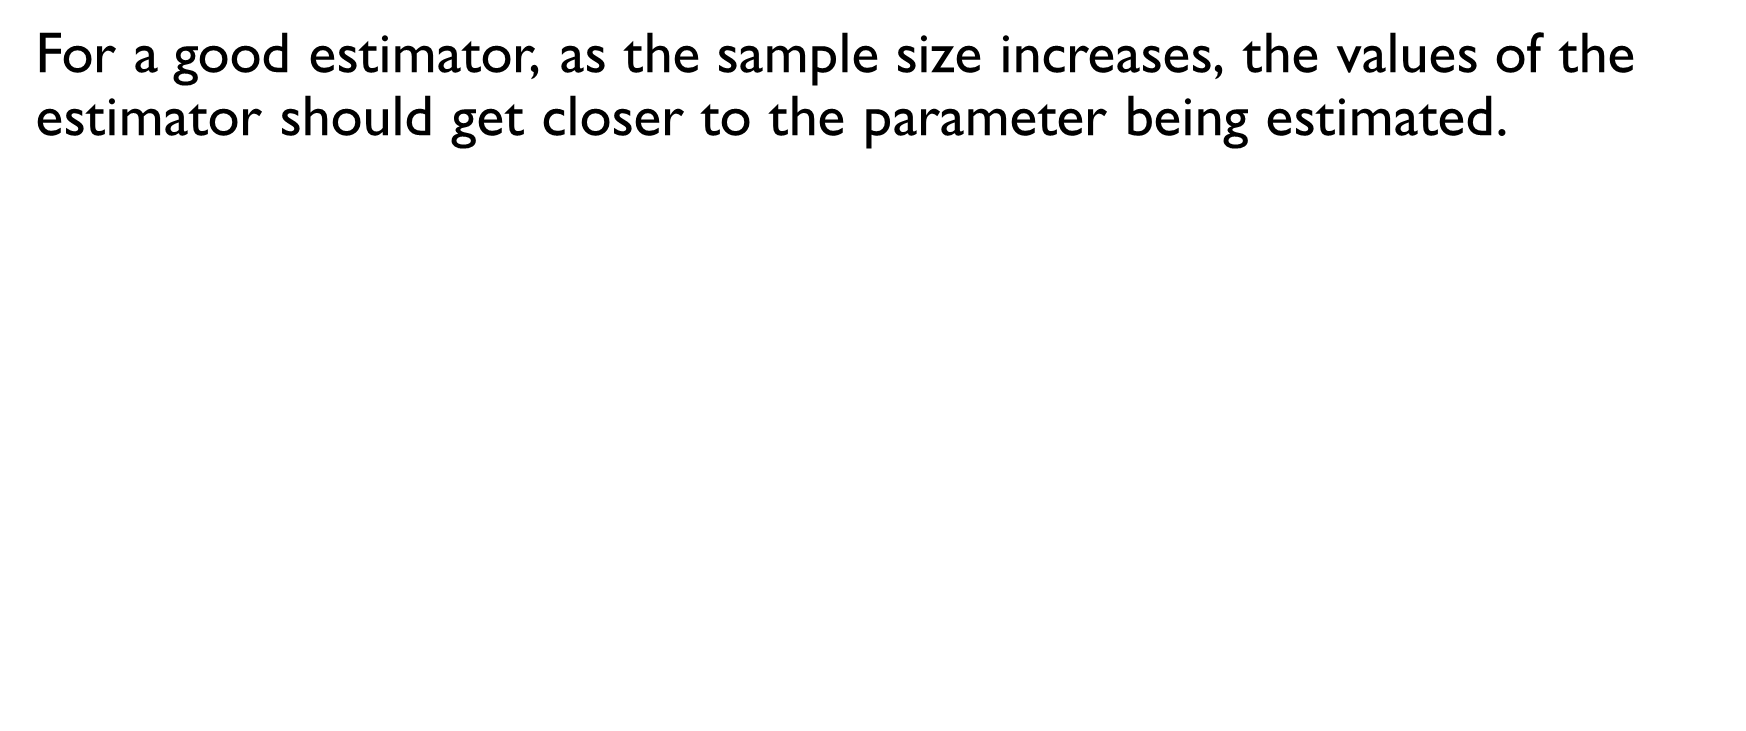 For a good estimator, as the sample size increases, the values of the
estimator should get closer to the parameter being estimated.